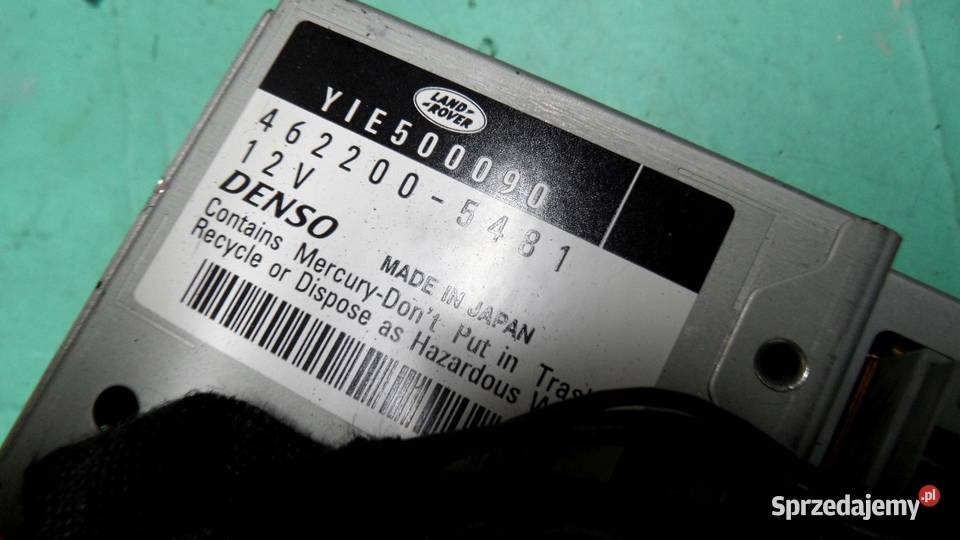 LAND
ROVER
YIE500090
462200-5481
12V
DENSO
MADE IN JAPAN
Contains Mercury-Don't Put in
Recycle or Dispose as Hazardous
Sprzedajemy.pl